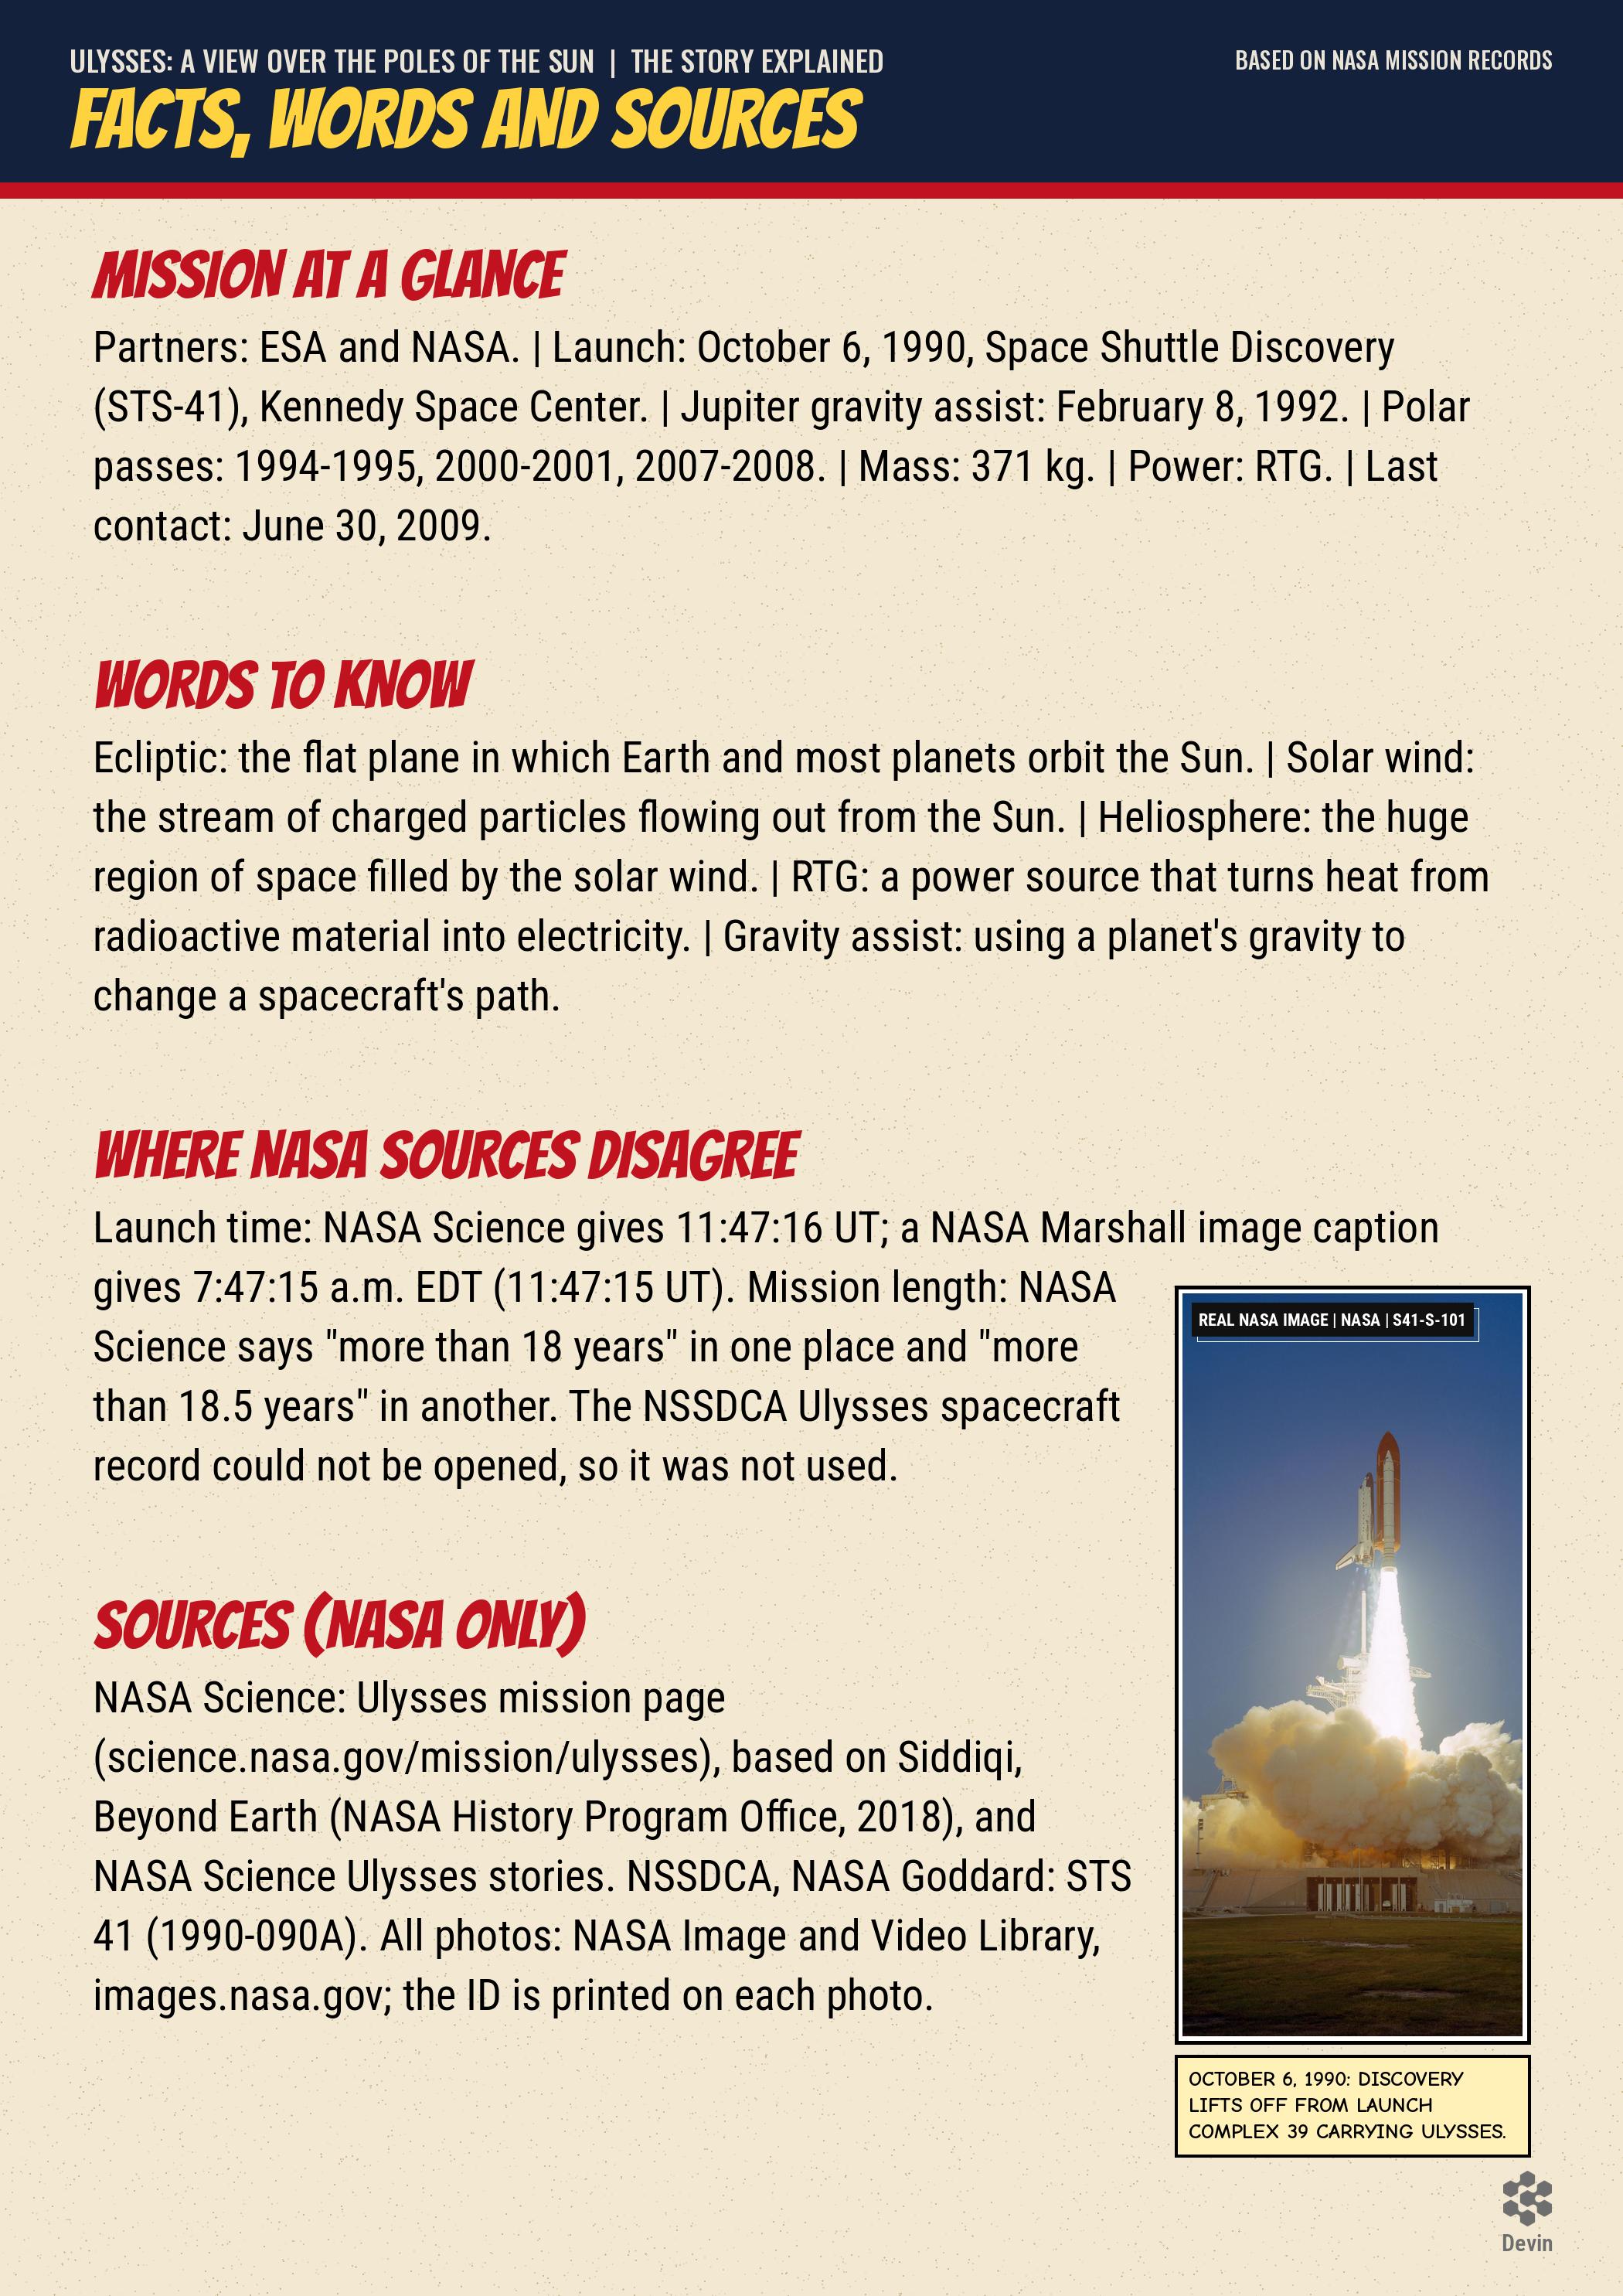 ULYSSES: A VIEW OVER THE POLES OF THE SUN | THE STORY EXPLAINED
BASED ON NASA MISSION RECORDS
FACTS, WORDS AND SOURCES
MISSION AT A GLANCE
Partners: ESA and NASA. | Launch: October 6, 1990, Space Shuttle Discovery
(STS-41), Kennedy Space Center. | Jupiter gravity assist: February 8, 1992. | Polar
passes: 1994-1995, 2000-2001, 2007-2008. | Mass: 371 kg. | Power: RTG. | Last
contact: June 30, 2009.
WORDS TO KNOW
Ecliptic: the flat plane in which Earth and most planets orbit the Sun. | Solar wind:
the stream of charged particles flowing out from the Sun. | Heliosphere: the huge
region of space filled by the solar wind. | RTG: a power source that turns heat from
radioactive material into electricity. | Gravity assist: using a planet's gravity to
change a spacecraft's path.
WHERE NASA SOURCES DISAGREE
Launch time: NASA Science gives 11:47:16 UT; a NASA Marshall image caption
gives 7:47:15 a.m. EDT (11:47:15 UT). Mission length: NASA
Science says "more than 18 years" in one place and "more
than 18.5 years" in another. The NSSDCA Ulysses spacecraft
record could not be opened, so it was not used.
SOURCES (NASA ONLY)
NASA Science: Ulysses mission page
(science.nasa.gov/mission/ulysses), based on Siddiqi,
Beyond Earth (NASA History Program Office, 2018), and
NASA Science Ulysses stories. NSSDCA, NASA Goddard: STS
41 (1990-090A). All photos: NASA Image and Video Library,
images.nasa.gov; the ID is printed on each photo.
REAL NASA IMAGE | NASA | S41-S-101
OCTOBER 6, 1990: DISCOVERY
LIFTS OFF FROM LAUNCH
COMPLEX 39 CARRYING ULYSSES.
Devin